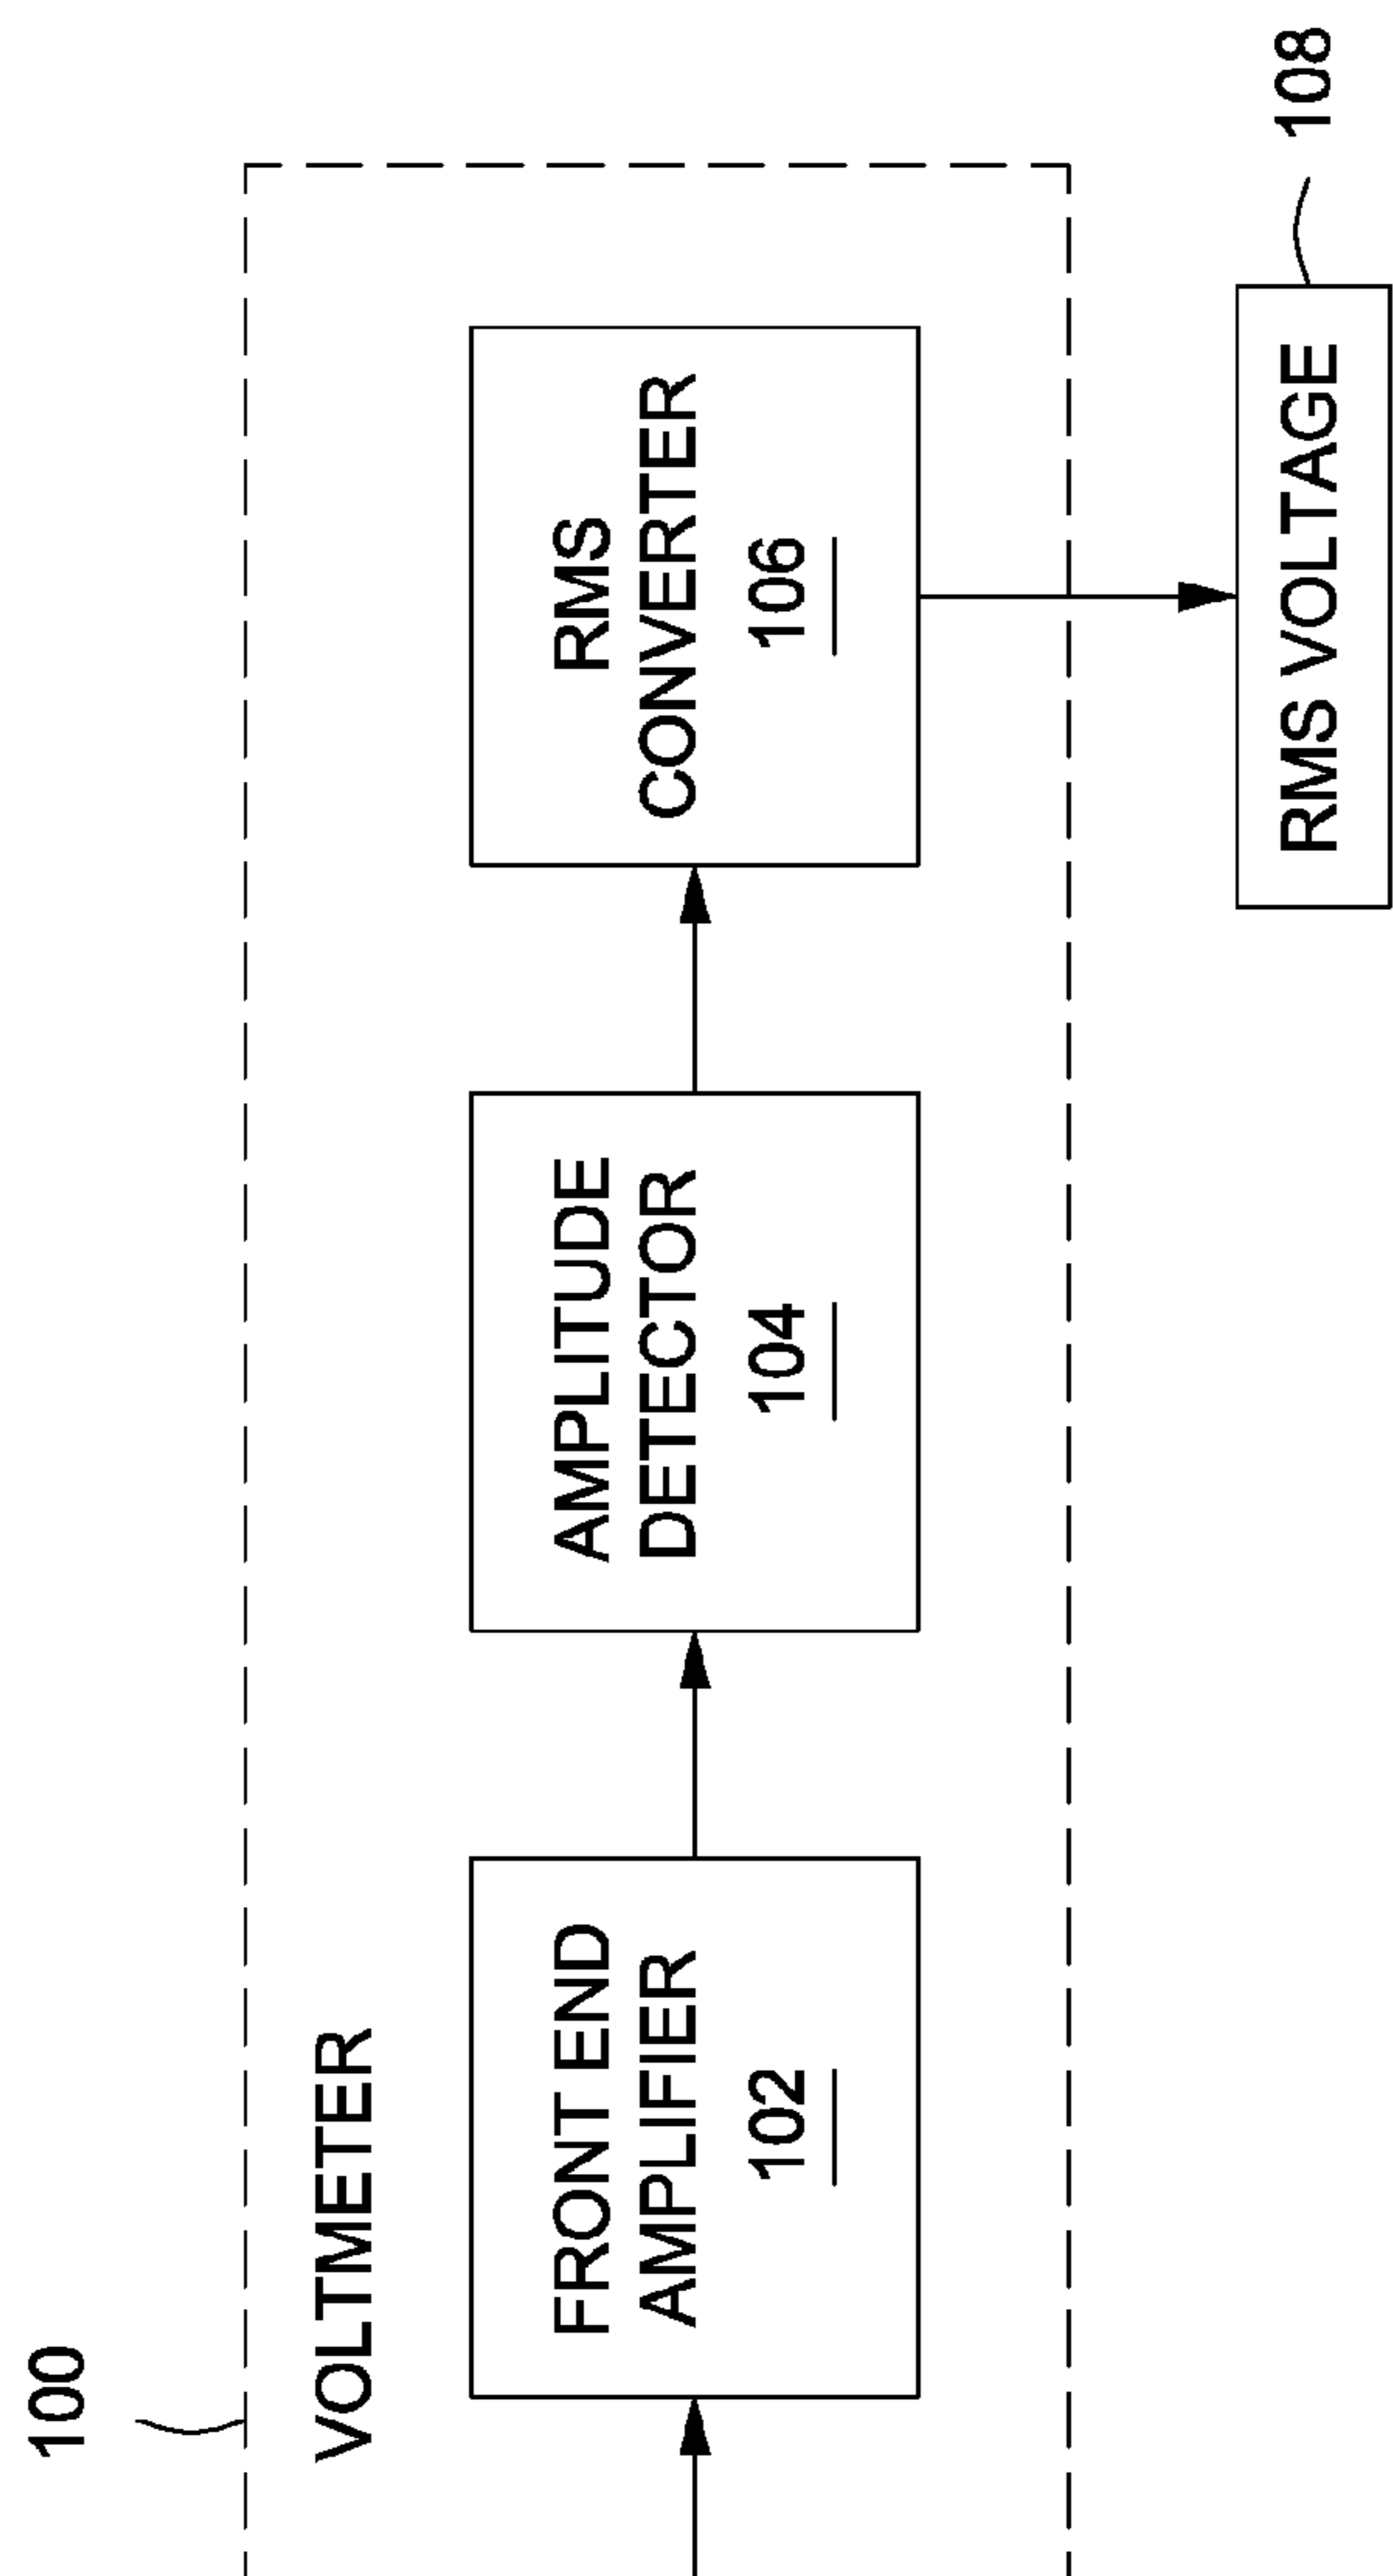 100
VOLTMETER
FRONT END
AMPLIFIER
102
AMPLITUDE
DETECTOR
104
RMS
CONVERTER
106
RMS VOLTAGE
108